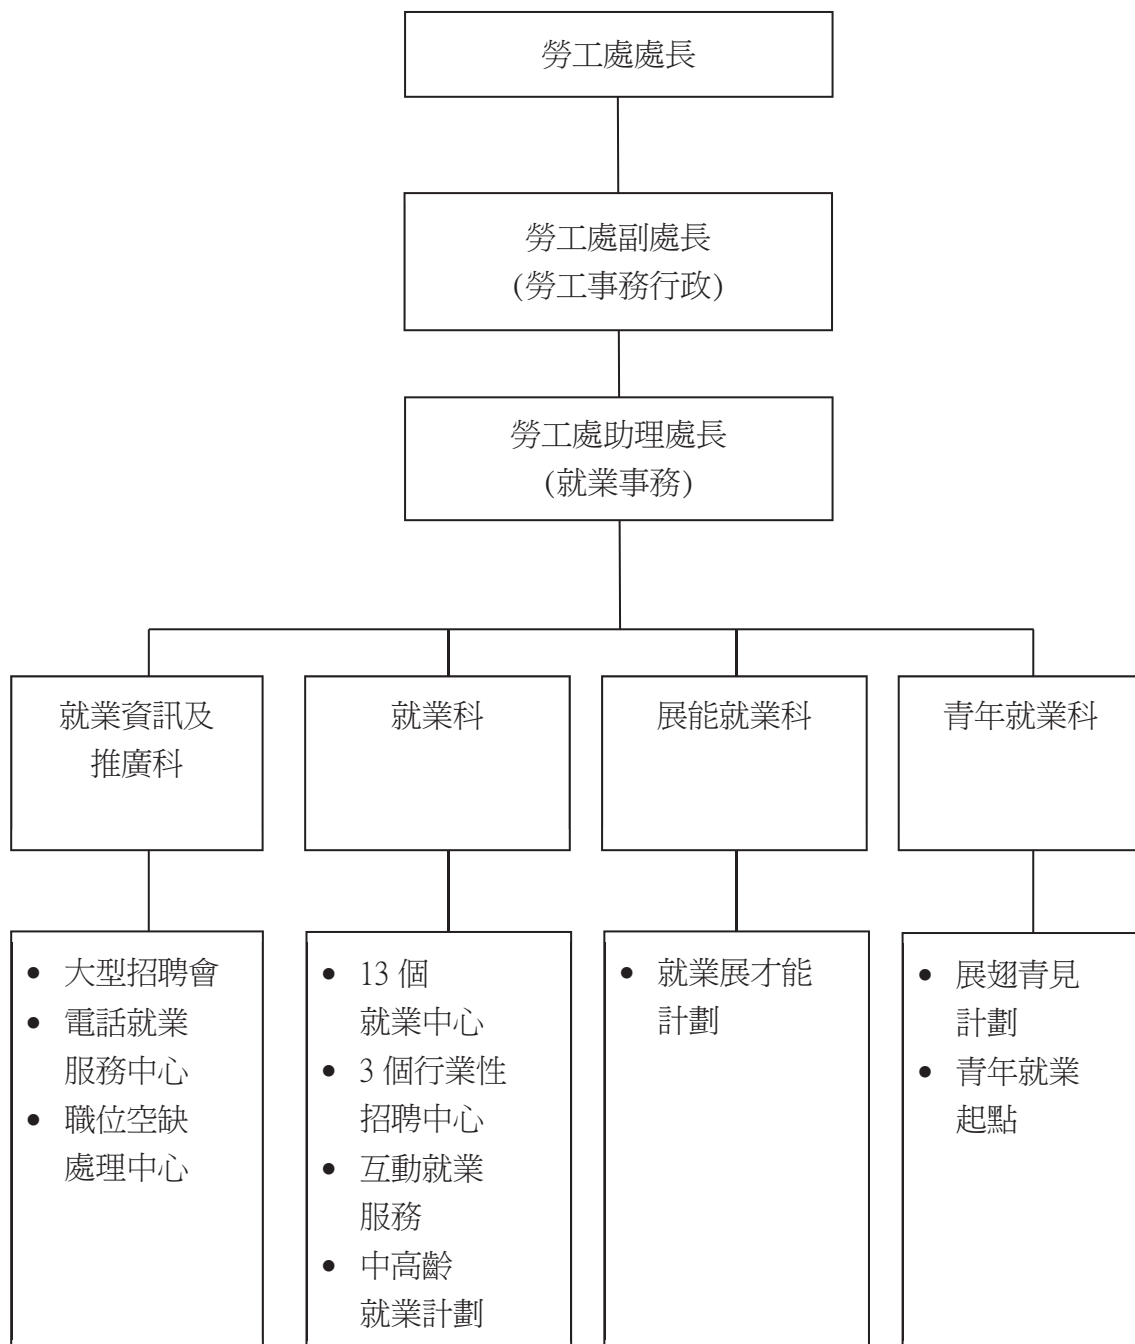 勞工處處長
勞工處副處長
(勞工事務行政)
勞工處助理處長
(就業事務)
就業資訊及
推廣科
就業科
展能就業科
青年就業科
• 大型招聘會
• 電話就業
服務中心
• 職位空缺
處理中心
• 13 個
就業中心
• 3 個行業性
招聘中心
• 互動就業
服務
• 中高齡
就業計劃
• 就業展才能
計劃
• 展翅青見
計劃
• 青年就業
起點